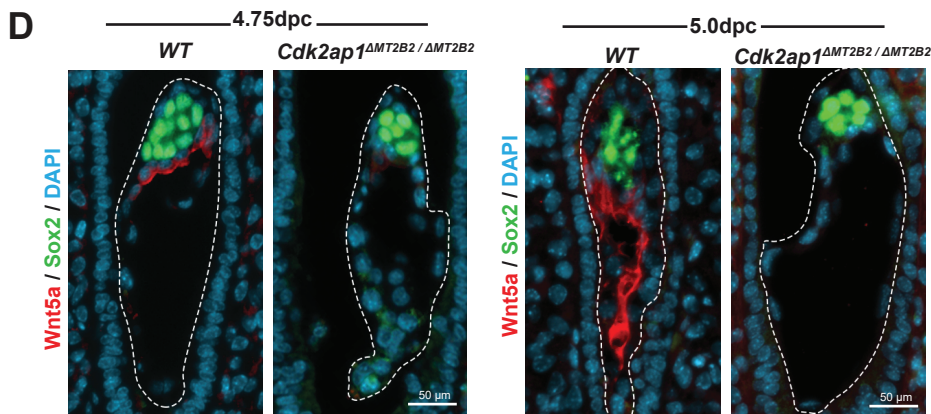 D
4.75dpc
5.0dpc
WT
Cdk2ap1ΔMT2B2 / ΔMT2B2
WT
Cdk2ap1ΔMT2B2 / ΔMT2B2
Wnt5a / Sox2 / DAPI
50 µm
Wnt5a / Sox2 / DAPI
50 µm